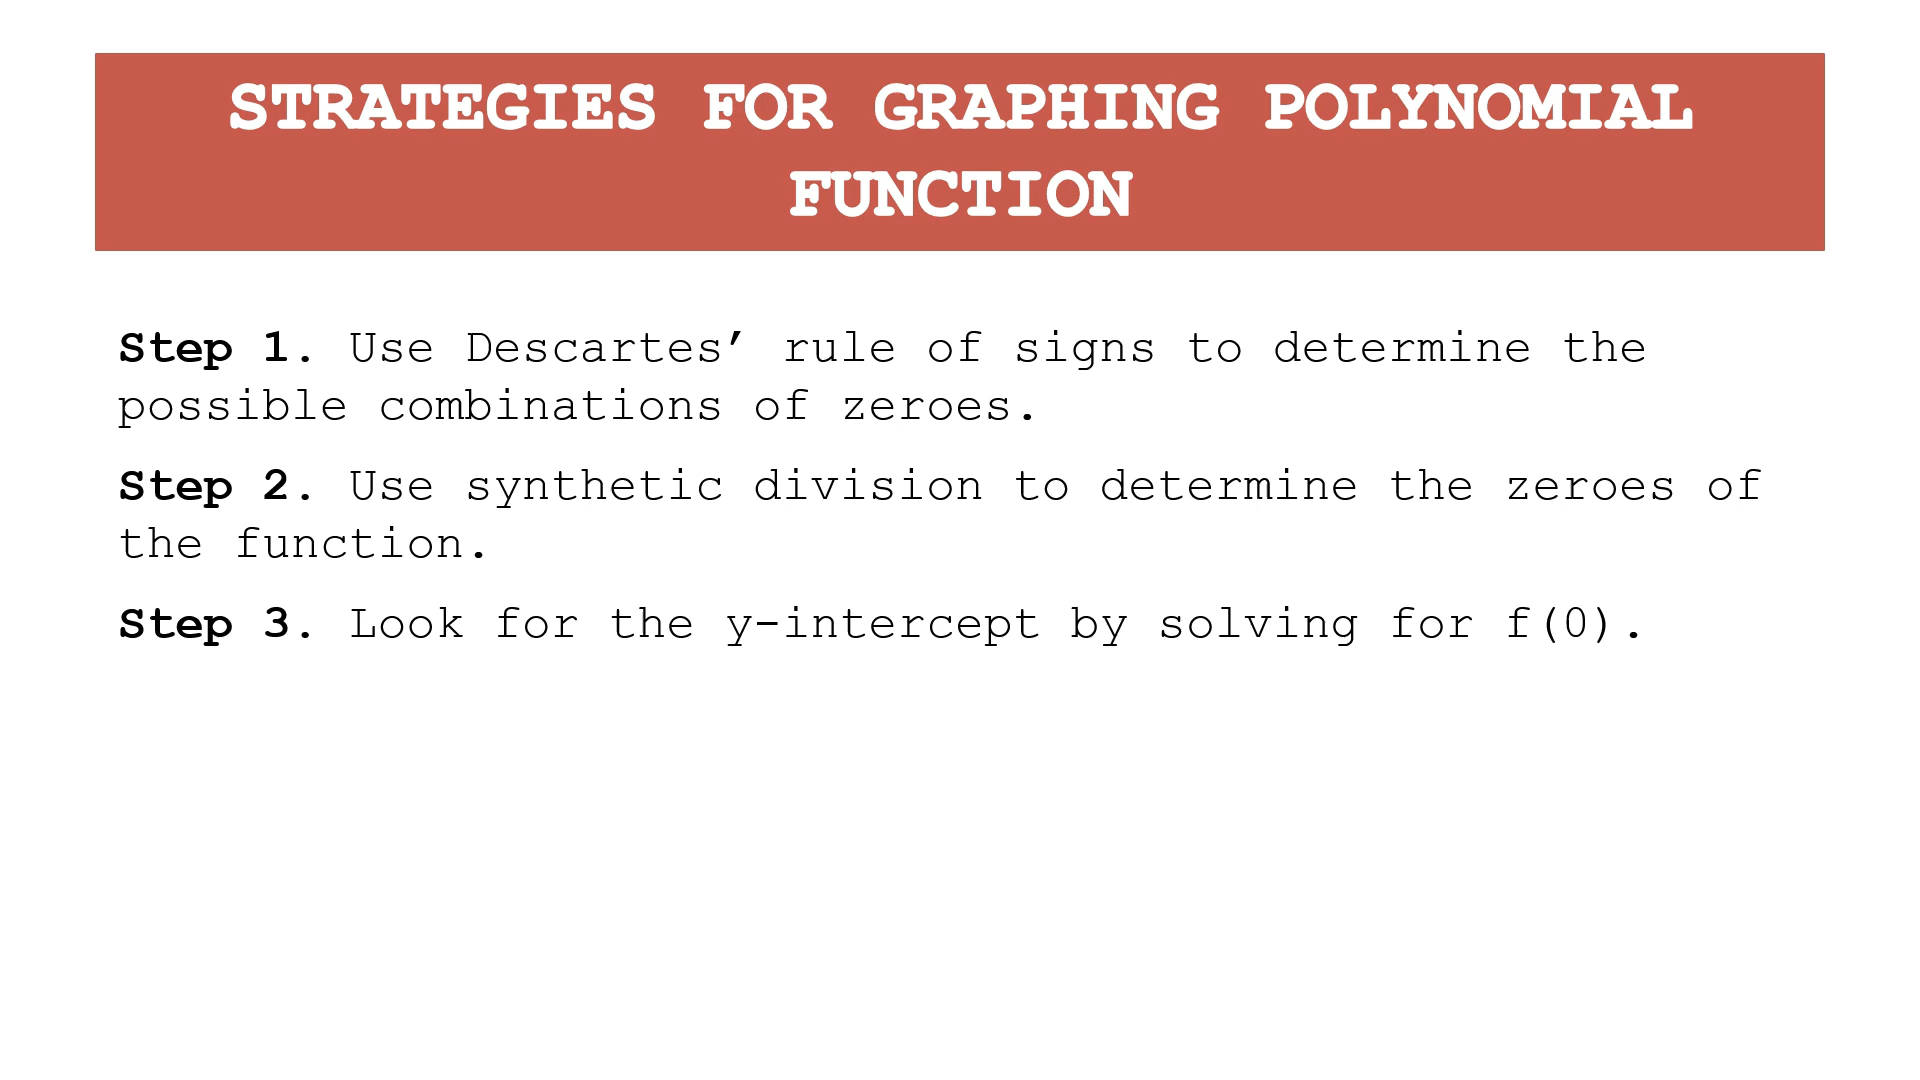 STRATEGIES FOR GRAPHING POLYNOMIAL
FUNCTION
Step 1. Use Descartes’ rule of signs to determine the
possible combinations of zeroes.
Step 2. Use synthetic division to determine the zeroes of
the function.
Step 3. Look for the y-intercept by solving for f(0).